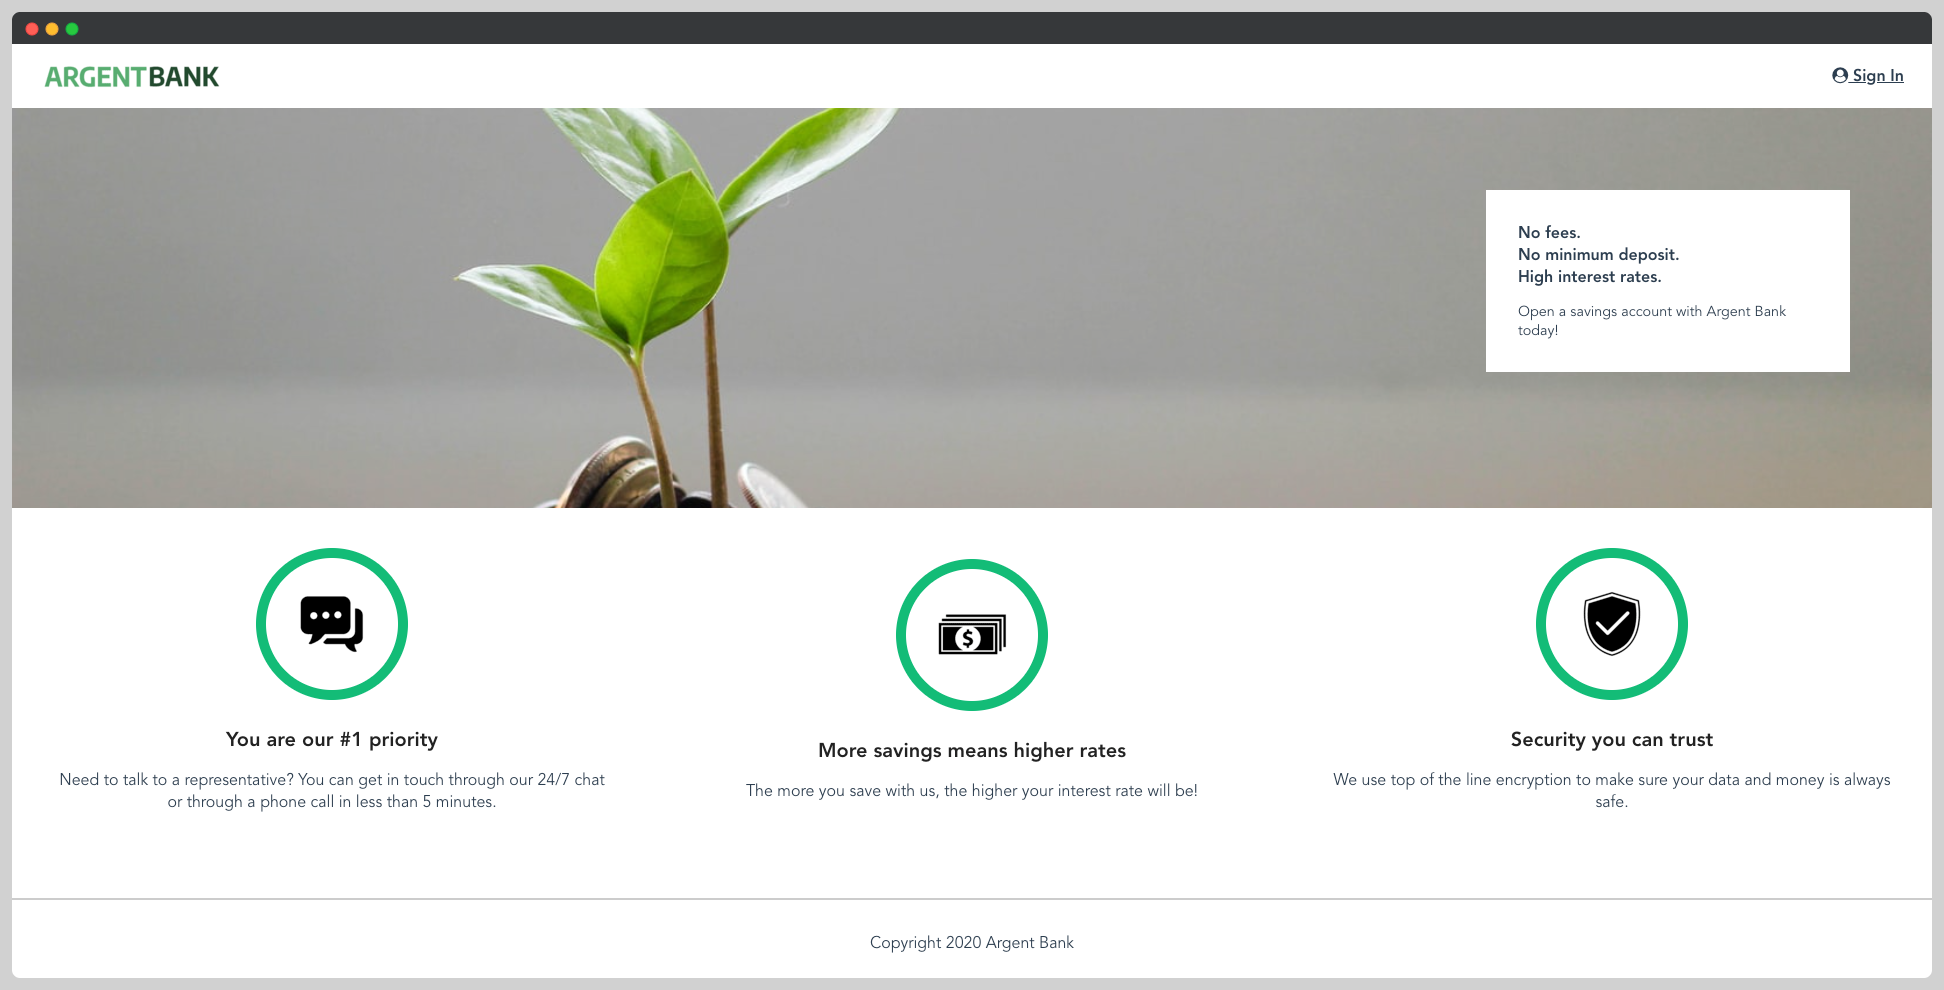 ARGENTBANK
Sign In
No fees.
No minimum deposit.
High interest rates.
Open a savings account with Argent Bank
today!
You are our #1 priority
Need to talk to a representative? You can get in touch through our 24/7 chat
or through a phone call in less than 5 minutes.
$
More savings means higher rates
The more you save with us, the higher your interest rate will be!
Security you can trust
We use top of the line encryption to make sure your data and money is always
safe.
Copyright 2020 Argent Bank